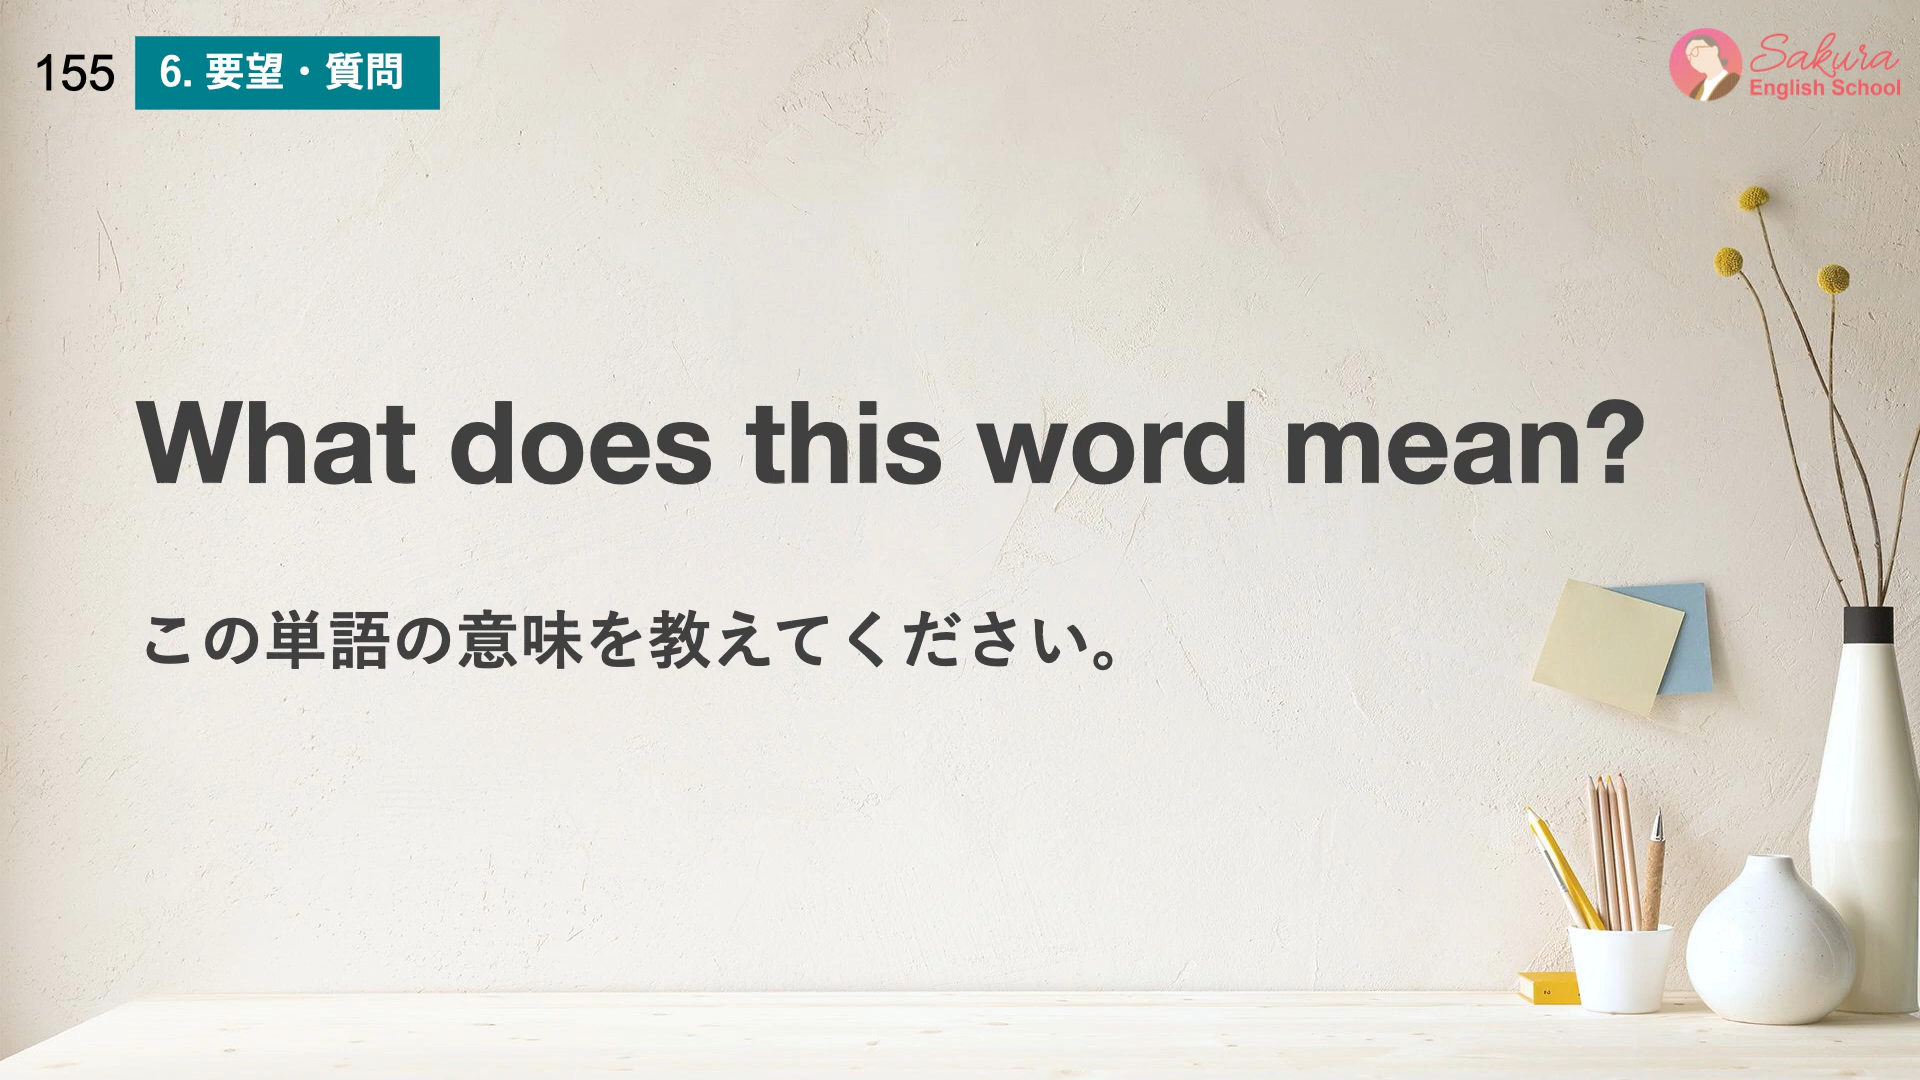 155
6. 要望・質問
Sakura
English School
What does this word mean?
この単語の意味を教えてください。